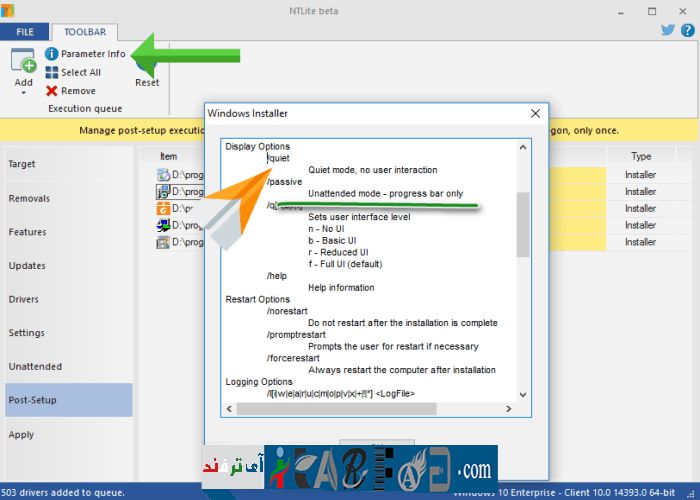 NTLite beta
FILE
TOOLBAR
Add
Parameter Info
Select All
Remove
Reset
Execution queue
Manage post-setup execution
gon, only once.
Target
Removals
Features
Updates
Drivers
Settings
Unattended
Post-Setup
Apply
Item
Type
D:\prog
Installer
D:\prog
Installer
D:\pr
Installer
D:\prog
Installer
D:\prog
Installer
Windows Installer
Display Options
/quiet
Quiet mode, no user interaction
/passive
Unattended mode - progress bar only
Sets user interface level
n - No UI
b - Basic UI
r - Reduced UI
f - Full UI (default)
/help
Help information
Restart Options
/norestart
Do not restart after the installation is complete
/promptrestart
Prompts the user for restart if necessary
/forcerestart
Always restart the computer after installation
Logging Options
/l[i|w|e|a|r|u|c|m|o|p|v|x|+|!|*] <LogFile>
آی ترفند
.com
503 drivers added to queue.
Windows 10 Enterprise - Client 10.0 14393.0 64-bit